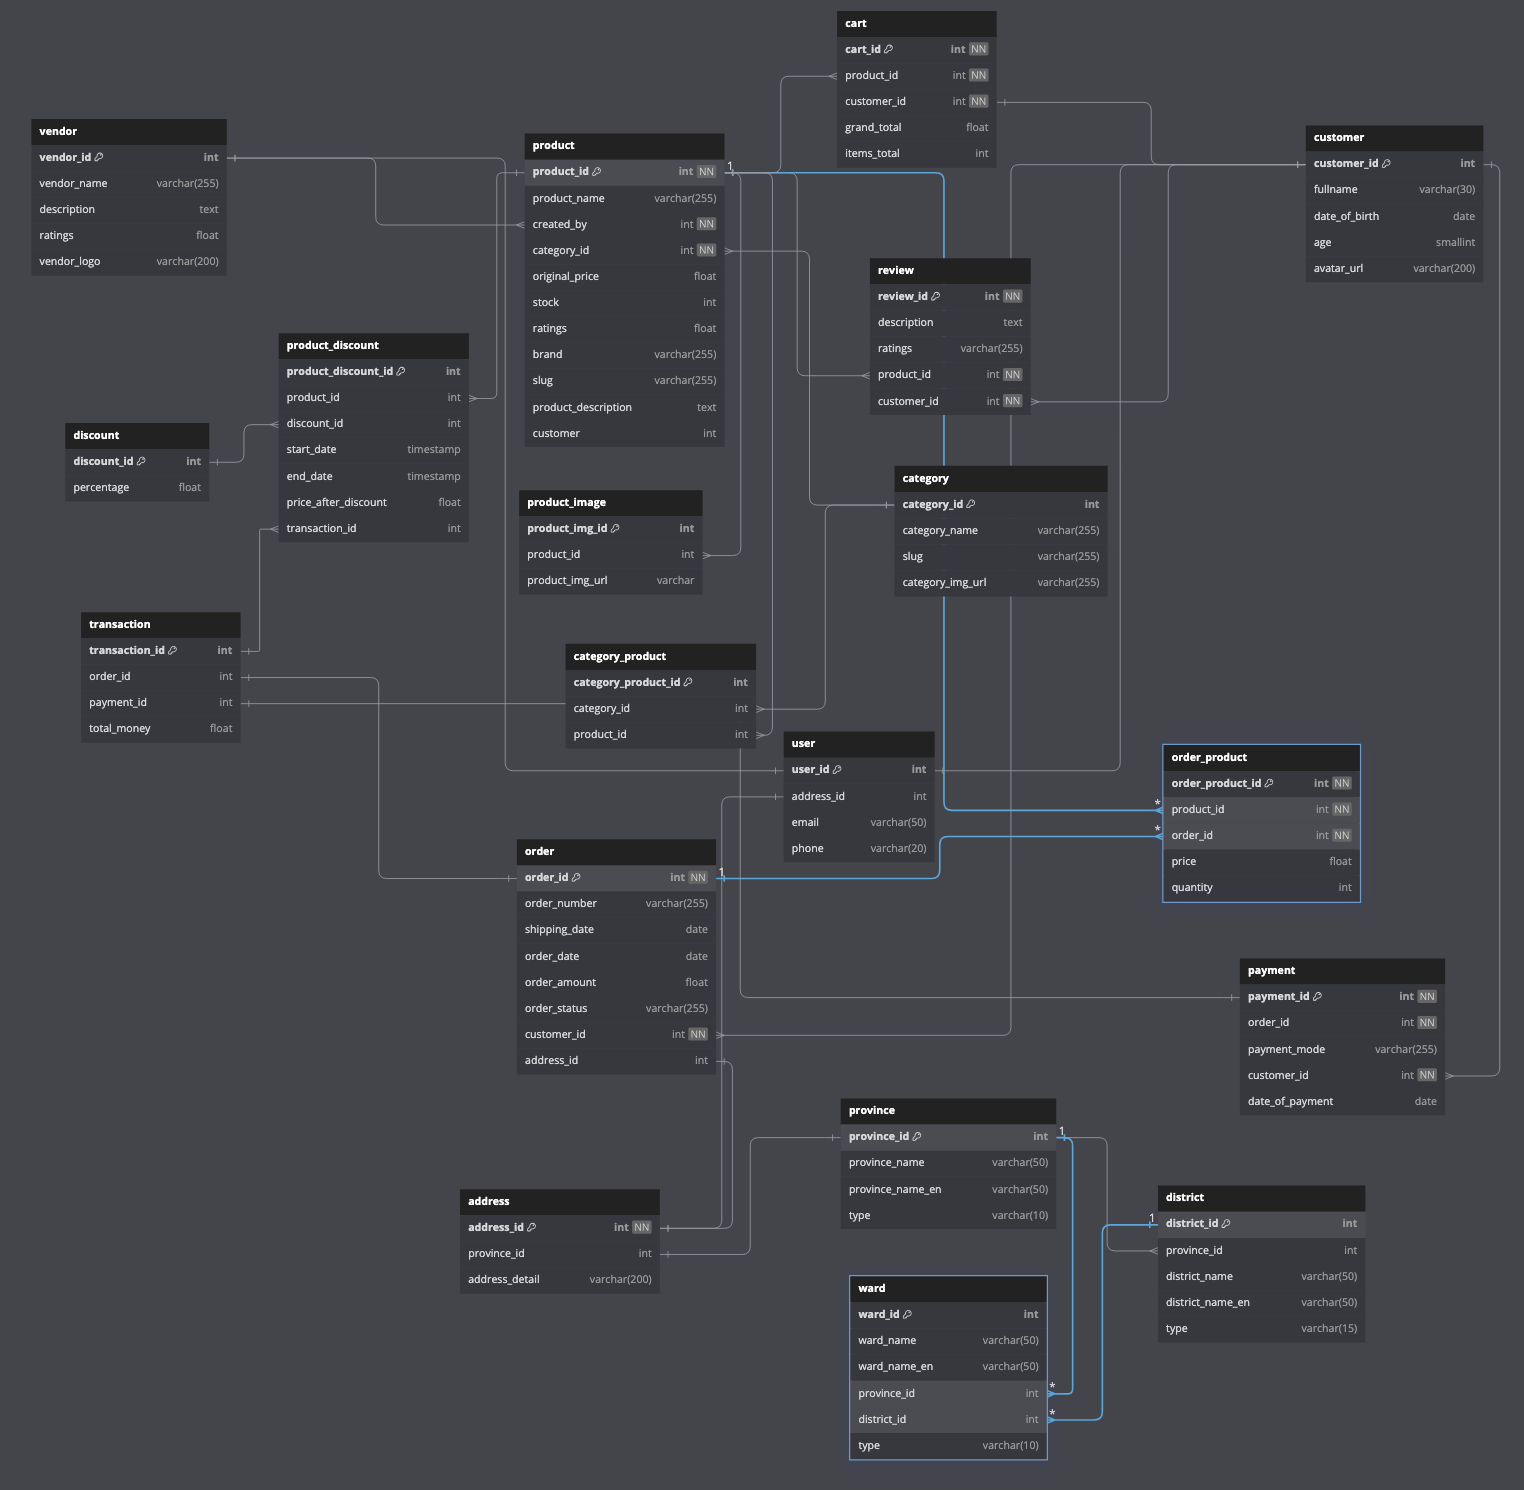 cart
cart_id int NN
product_id int NN
customer_id int NN
grand_total float
items_total int
vendor
vendor_id int
vendor_name varchar(255)
description text
ratings float
vendor_logo varchar(200)
product
product_id int NN 1
product_name varchar(255)
created_by int NN
category_id int NN
original_price float
stock int
ratings float
brand varchar(255)
slug varchar(255)
product_description text
customer int
customer
customer_id int
fullname varchar(30)
date_of_birth date
age smallint
avatar_url varchar(200)
review
review_id int NN
description text
ratings varchar(255)
product_id int NN
customer_id int NN
product_discount
product_discount_id int
product_id int
discount_id int
start_date timestamp
end_date timestamp
price_after_discount float
transaction_id int
discount
discount_id int
percentage float
category
category_id int
category_name varchar(255)
slug varchar(255)
category_img_url varchar(255)
product_image
product_img_id int
product_id int
product_img_url varchar
transaction
transaction_id int
order_id int
payment_id int
total_money float
category_product
category_product_id int
category_id int
product_id int
user
user_id int
address_id int
email varchar(50)
phone varchar(20)
order_product
order_product_id int NN
* product_id int NN
* order_id int NN
price float
quantity int
order
order_id int NN 1
order_number varchar(255)
shipping_date date
order_date date
order_amount float
order_status varchar(255)
customer_id int NN
address_id int
payment
payment_id int NN
order_id int NN
payment_mode varchar(255)
customer_id int NN
date_of_payment date
province
province_id int 1
province_name varchar(50)
province_name_en varchar(50)
type varchar(10)
address
address_id int NN
province_id int
address_detail varchar(200)
district
1 district_id int
province_id int
district_name varchar(50)
district_name_en varchar(50)
type varchar(15)
ward
ward_id int
ward_name varchar(50)
ward_name_en varchar(50)
province_id int *
district_id int *
type varchar(10)